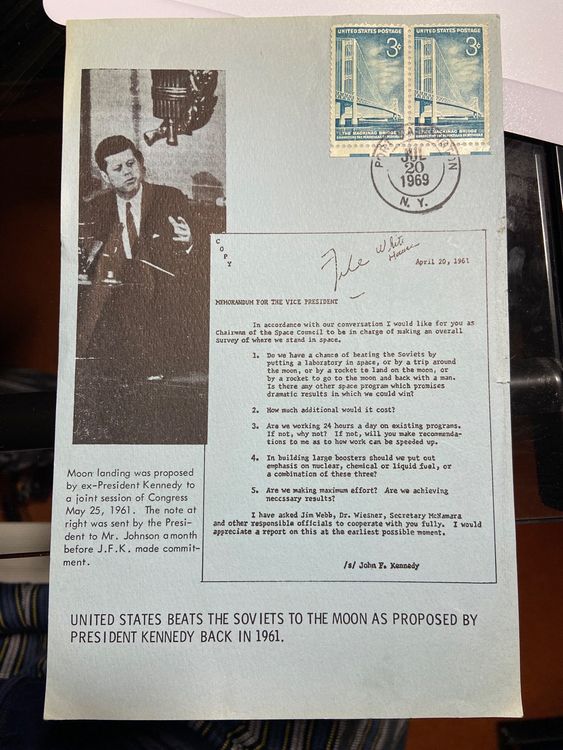 UNITED STATES POSTAGE UNITED STATES POSTAGE
3¢ 3¢
THE MACKINAC BRIDGE THE MACKINAC BRIDGE
PORT WASHINGTON
JUL
20
1969
N. Y.
COPY
File White House
April 20, 1961
MEMORANDUM FOR THE VICE PRESIDENT
In accordance with our conversation I would like for you as
Chairman of the Space Council to be in charge of making an overall
survey of where we stand in space.
1. Do we have a chance of beating the Soviets by
putting a laboratory in space, or by a trip around
the moon, or by a rocket to land on the moon, or
by a rocket to go to the moon and back with a man.
Is there any other space program which promises
dramatic results in which we could win?
2. How much additional would it cost?
3. Are we working 24 hours a day on existing programs.
If not, why not? If not, will you make recommenda-
tions to me as to how work can be speeded up.
4. In building large boosters should we put out
emphasis on nuclear, chemical or liquid fuel, or
a combination of these three?
5. Are we making maximum effort? Are we achieving
necessary results?
I have asked Jim Webb, Dr. Wiesner, Secretary McNamara
and other responsible officials to cooperate with you fully. I would
appreciate a report on this at the earliest possible moment.
/s/ John F. Kennedy
Moon landing was proposed
by ex-President Kennedy to
a joint session of Congress
May 25, 1961. The note at
right was sent by the Presi-
dent to Mr. Johnson a month
before J.F.K. made commit-
ment.
UNITED STATES BEATS THE SOVIETS TO THE MOON AS PROPOSED BY
PRESIDENT KENNEDY BACK IN 1961.